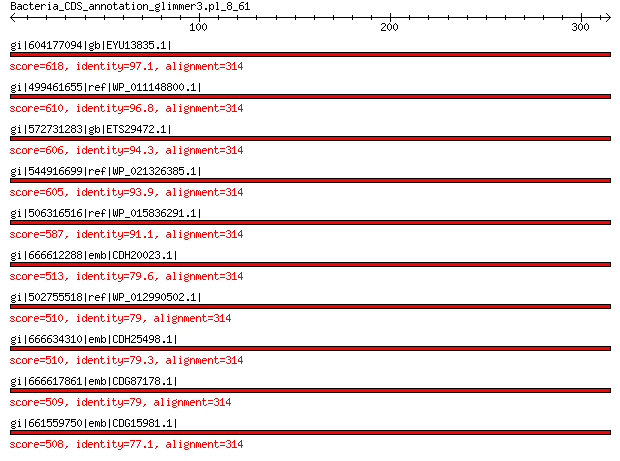 Bacteria_CDS_annotation_glimmer3.pl_8_61
100 200 300
gi|604177094|gb|EYU13835.1|
score=618, identity=97.1, alignment=314
gi|499461655|ref|WP_011148800.1|
score=610, identity=96.8, alignment=314
gi|572731283|gb|ETS29472.1|
score=606, identity=94.3, alignment=314
gi|544916699|ref|WP_021326385.1|
score=605, identity=93.9, alignment=314
gi|506316516|ref|WP_015836291.1|
score=587, identity=91.1, alignment=314
gi|666612288|emb|CDH20023.1|
score=513, identity=79.6, alignment=314
gi|502755518|ref|WP_012990502.1|
score=510, identity=79, alignment=314
gi|666634310|emb|CDH25498.1|
score=510, identity=79.3, alignment=314
gi|666617861|emb|CDG87178.1|
score=509, identity=79, alignment=314
gi|661559750|emb|CDG15981.1|
score=508, identity=77.1, alignment=314